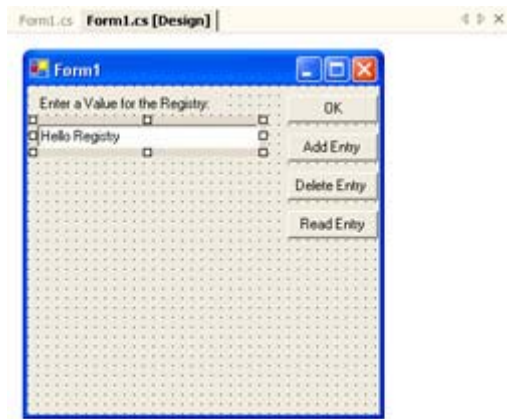 Form1.cs Form1.cs [Design]
Form1
Enter a Value for the Registry:
OK
Hello Registry
Add Entry
Delete Entry
Read Entry